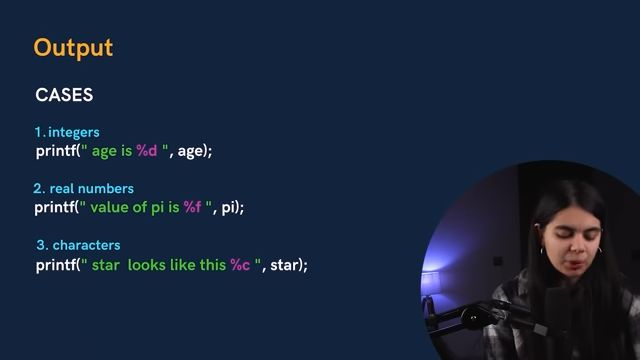 Output
CASES
1. integers
printf(" age is %d ", age);
2. real numbers
printf(" value of pi is %f ", pi);
3. characters
printf(" star looks like this %c ", star);